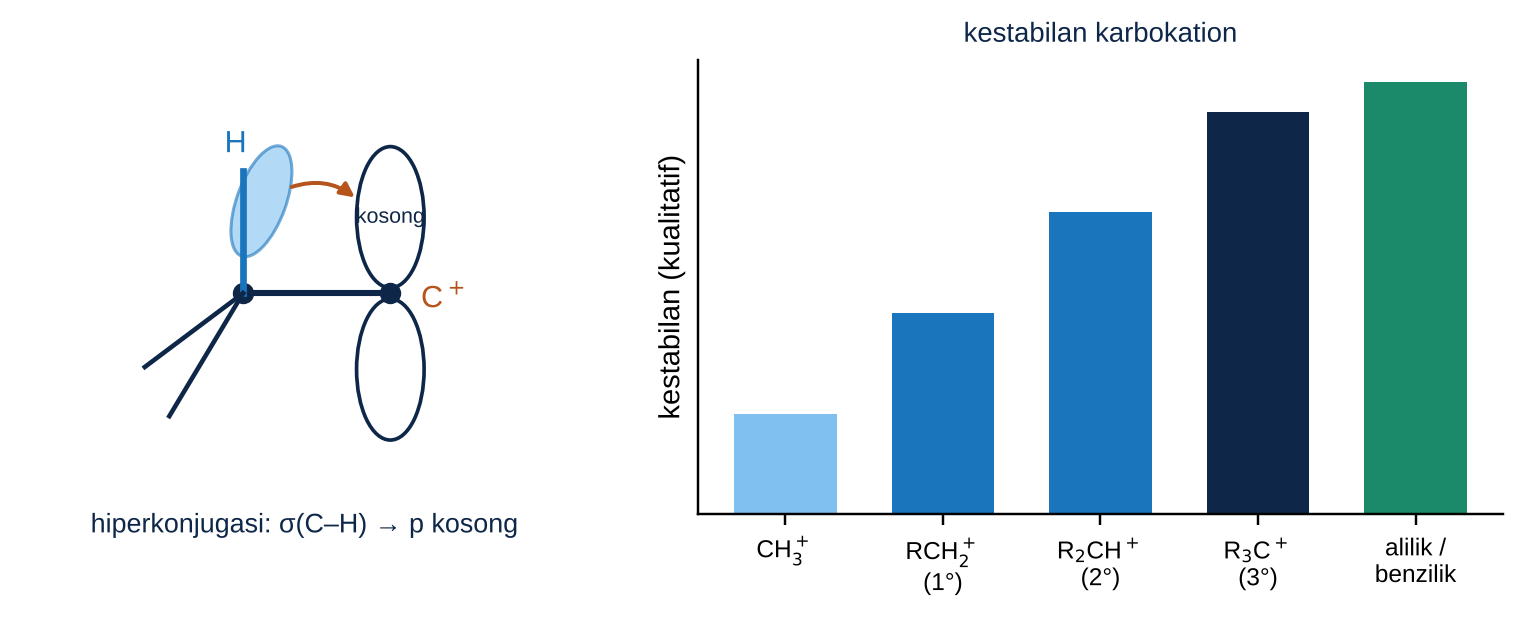 H
kosong
C⁺
hiperkonjugasi: σ(C–H) → p kosong
kestabilan karbokation
kestabilan (kualitatif)
CH₃⁺
RCH₂⁺
(1°)
R₂CH⁺
(2°)
R₃C⁺
(3°)
alilik /
benzilik